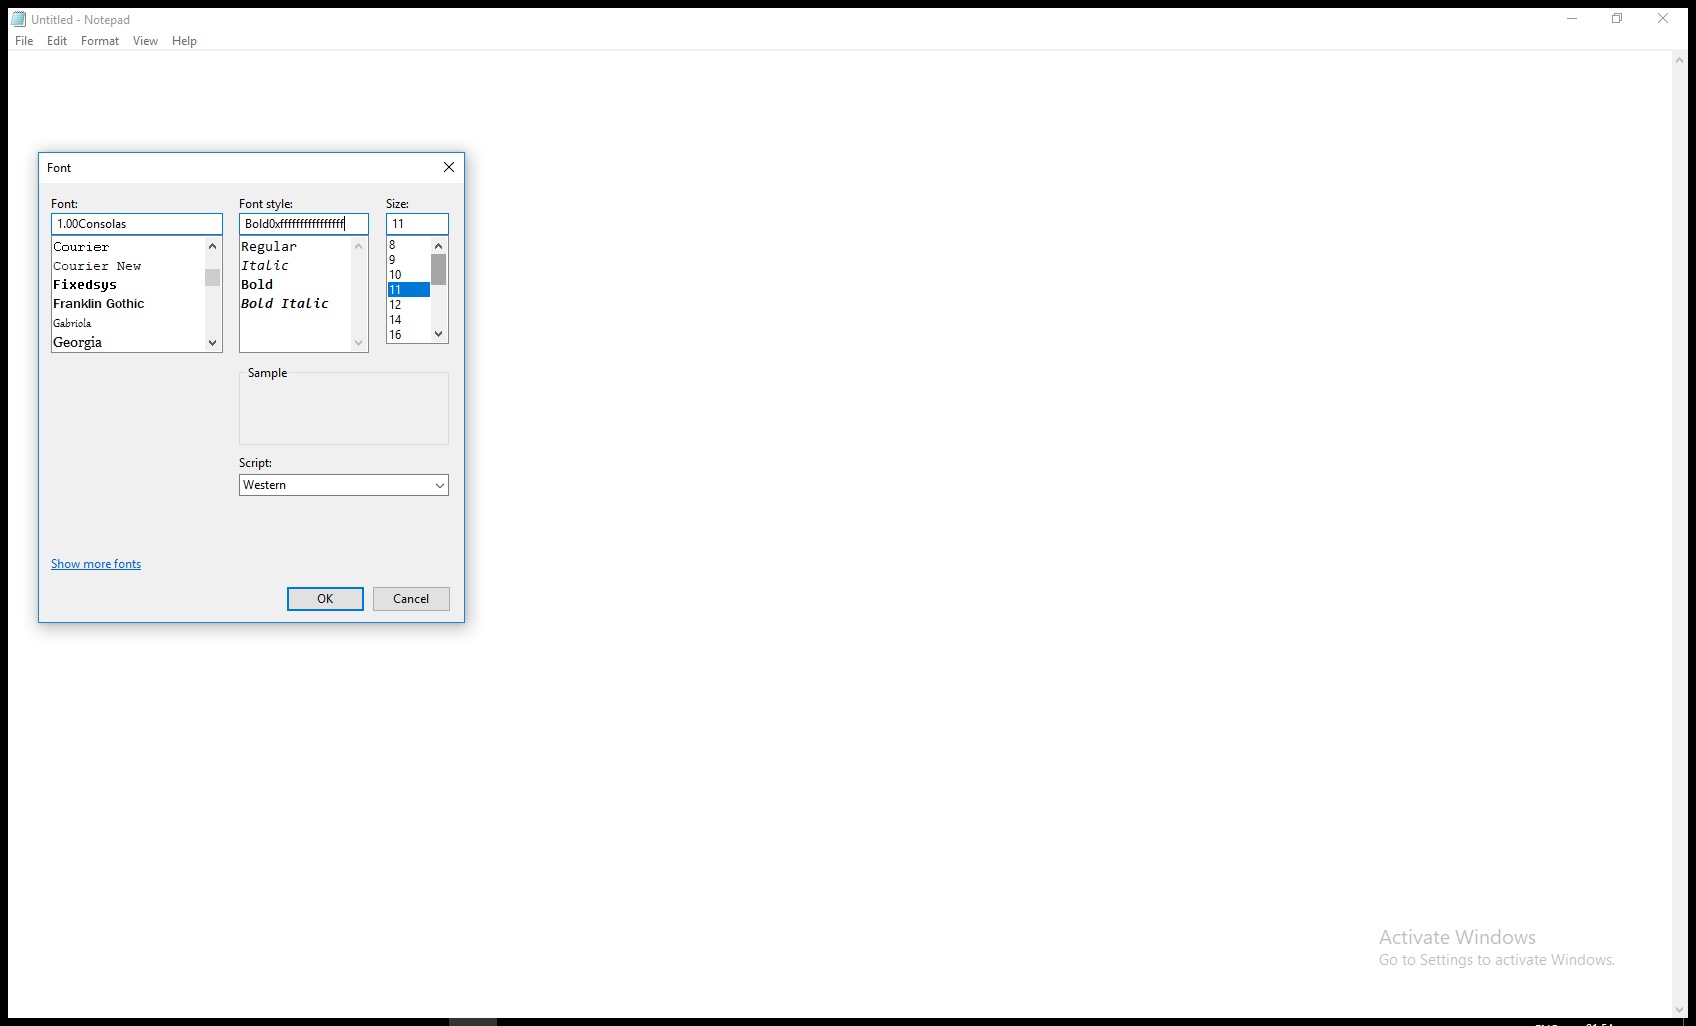 Untitled - Notepad
File Edit Format View Help
Font
Font: Font style: Size:
1.00Consolas Bold0xffffffffffffffff 11
Courier
Courier New
Fixedsys
Franklin Gothic
Gabriola
Georgia
Regular
Italic
Bold
Bold Italic
8
9
10
11
12
14
16
Sample
Script:
Western
Show more fonts
OK Cancel
Activate Windows
Go to Settings to activate Windows.